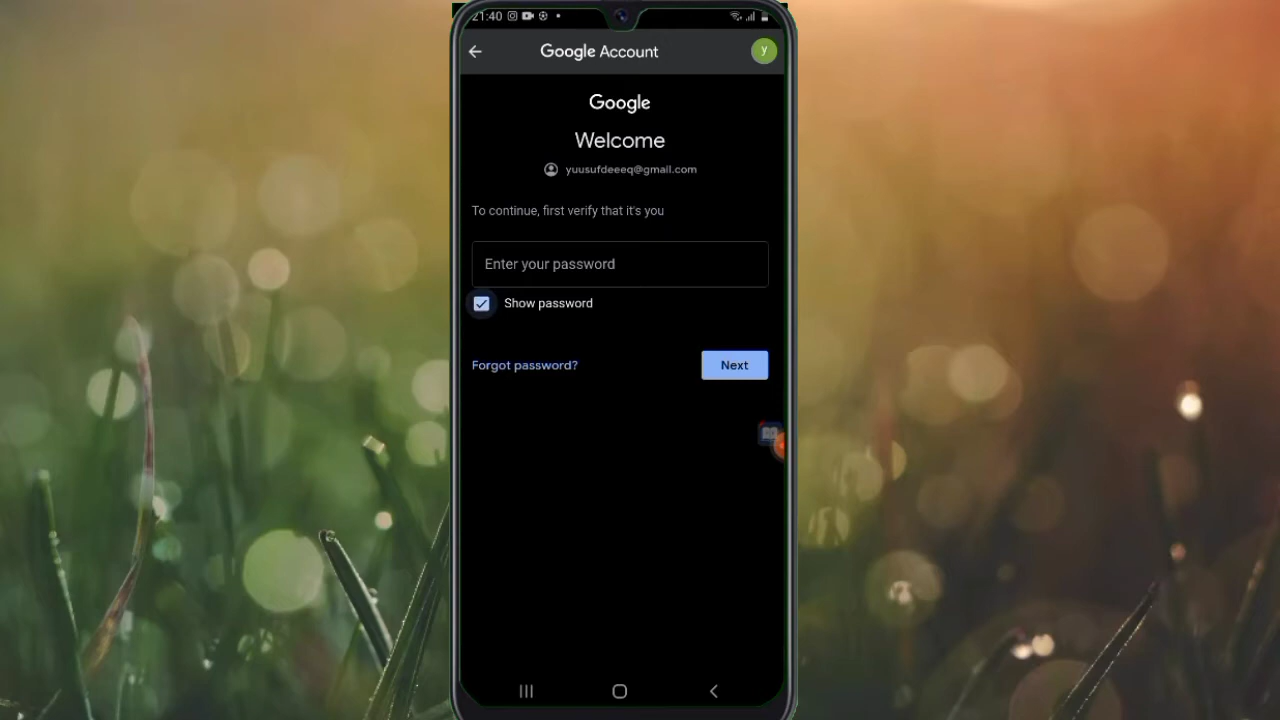 21:40
Google Account
y
Google
Welcome
yuusufdeeeq@gmail.com
To continue, first verify that it's you
Enter your password
Show password
Forgot password?
Next